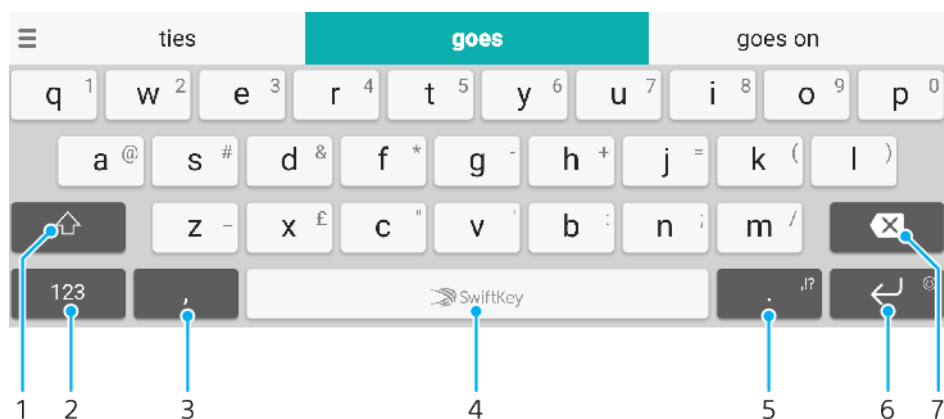 ties goes goes on
q 1 w 2 e 3 r 4 t 5 y 6 u 7 i 8 o 9 p 0
a @ s # d & f * g - h + j = k ( l )
z _ x £ c " v ' b : n ; m /
123 , SwiftKey . ,!?
1 2 3 4 5 6 7